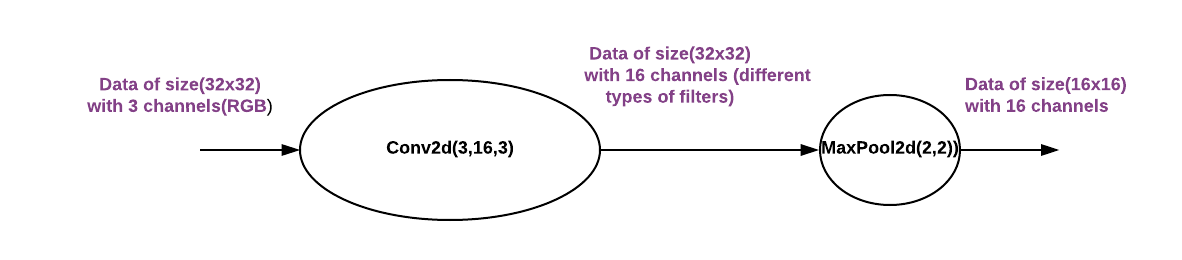 Data of size(32x32)
with 3 channels(RGB)
Conv2d(3,16,3)
Data of size(32x32)
with 16 channels (different
types of filters)
MaxPool2d(2,2))
Data of size(16x16)
with 16 channels